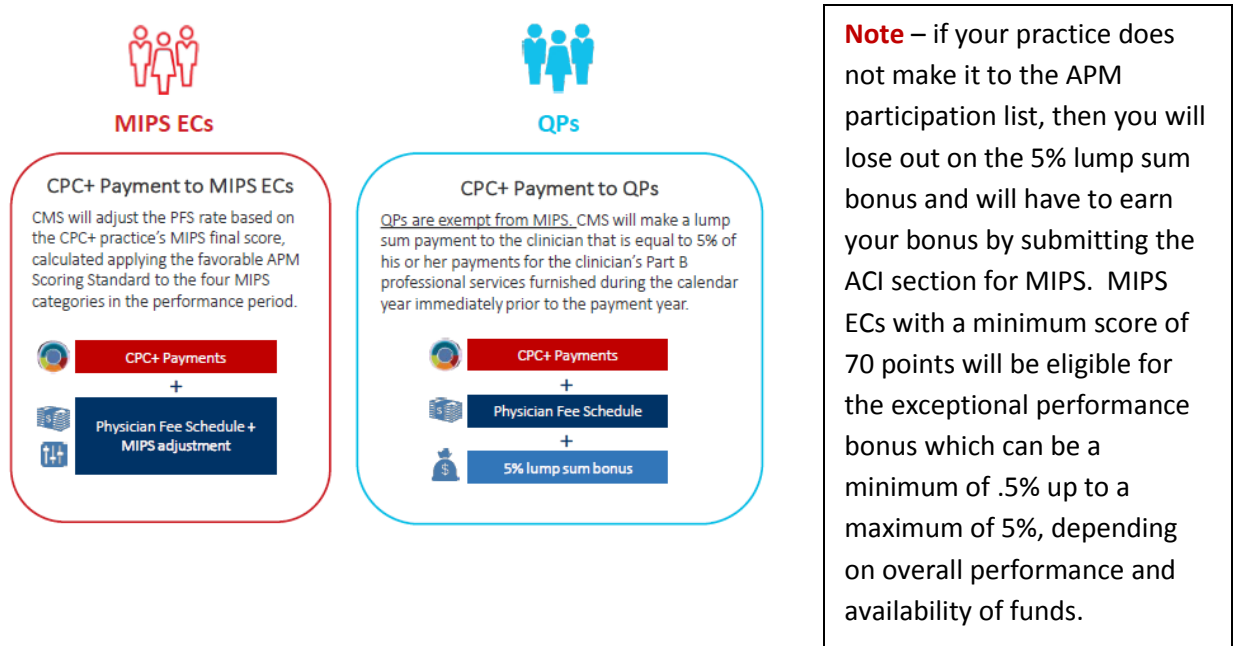 MIPS ECs
CPC+ Payment to MIPS ECs
CMS will adjust the PFS rate based on
the CPC+ practice's MIPS final score,
calculated applying the favorable APM
Scoring Standard to the four MIPS
categories in the performance period.
CPC+ Payments
+
Physician Fee Schedule +
MIPS adjustment
QPs
CPC+ Payment to QPs
QPs are exempt from MIPS. CMS will make a lump
sum payment to the clinician that is equal to 5% of
his or her payments for the clinician's Part B
professional services furnished during the calendar
year immediately prior to the payment year.
CPC+ Payments
+
Physician Fee Schedule
+
5% lump sum bonus
Note – if your practice does
not make it to the APM
participation list, then you will
lose out on the 5% lump sum
bonus and will have to earn
your bonus by submitting the
ACI section for MIPS.  MIPS
ECs with a minimum score of
70 points will be eligible for
the exceptional performance
bonus which can be a
minimum of .5% up to a
maximum of 5%, depending
on overall performance and
availability of funds.